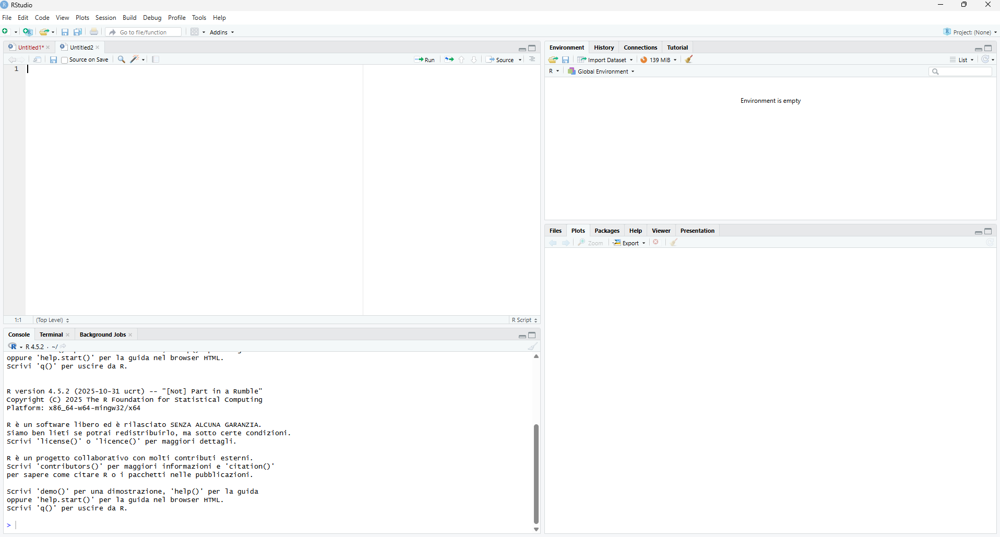 RStudio
File Edit Code View Plots Session Build Debug Profile Tools Help
Go to file/function Addins Project: (None)
Untitled1* Untitled2
Source on Save Run Source
1
1:1 (Top Level) R Script
Console Terminal Background Jobs
R 4.5.2 · ~/
oppure 'help.start()' per la guida nel browser HTML.
Scrivi 'q()' per uscire da R.
R version 4.5.2 (2025-10-31 ucrt) -- "[Not] Part in a Rumble"
Copyright (C) 2025 The R Foundation for Statistical Computing
Platform: x86_64-w64-mingw32/x64
R è un software libero ed è rilasciato SENZA ALCUNA GARANZIA.
Siamo ben lieti se potrai redistribuirlo, ma sotto certe condizioni.
Scrivi 'license()' o 'licence()' per maggiori dettagli.
R è un progetto collaborativo con molti contributi esterni.
Scrivi 'contributors()' per maggiori informazioni e 'citation()'
per sapere come citare R o i pacchetti nelle pubblicazioni.
Scrivi 'demo()' per una dimostrazione, 'help()' per la guida
oppure 'help.start()' per la guida nel browser HTML.
Scrivi 'q()' per uscire da R.
>
Environment History Connections Tutorial
Import Dataset 139 MiB List
R Global Environment
Environment is empty
Files Plots Packages Help Viewer Presentation
Zoom Export